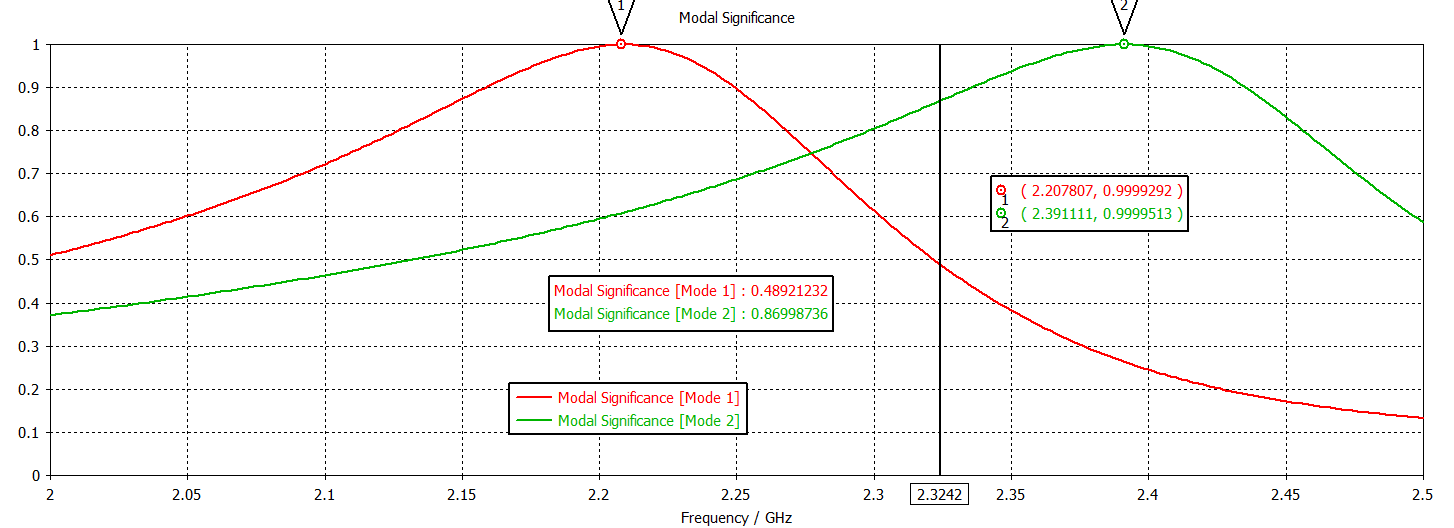 1
2
Modal Significance
1
0.9
0.8
0.7
0.6
0.5
0.4
0.3
0.2
0.1
0
1 ( 2.207807, 0.9999292 )
2 ( 2.391111, 0.9999513 )
Modal Significance [Mode 1] : 0.48921232
Modal Significance [Mode 2] : 0.86998736
Modal Significance [Mode 1]
Modal Significance [Mode 2]
2 2.05 2.1 2.15 2.2 2.25 2.3 2.3242 2.35 2.4 2.45 2.5
Frequency / GHz